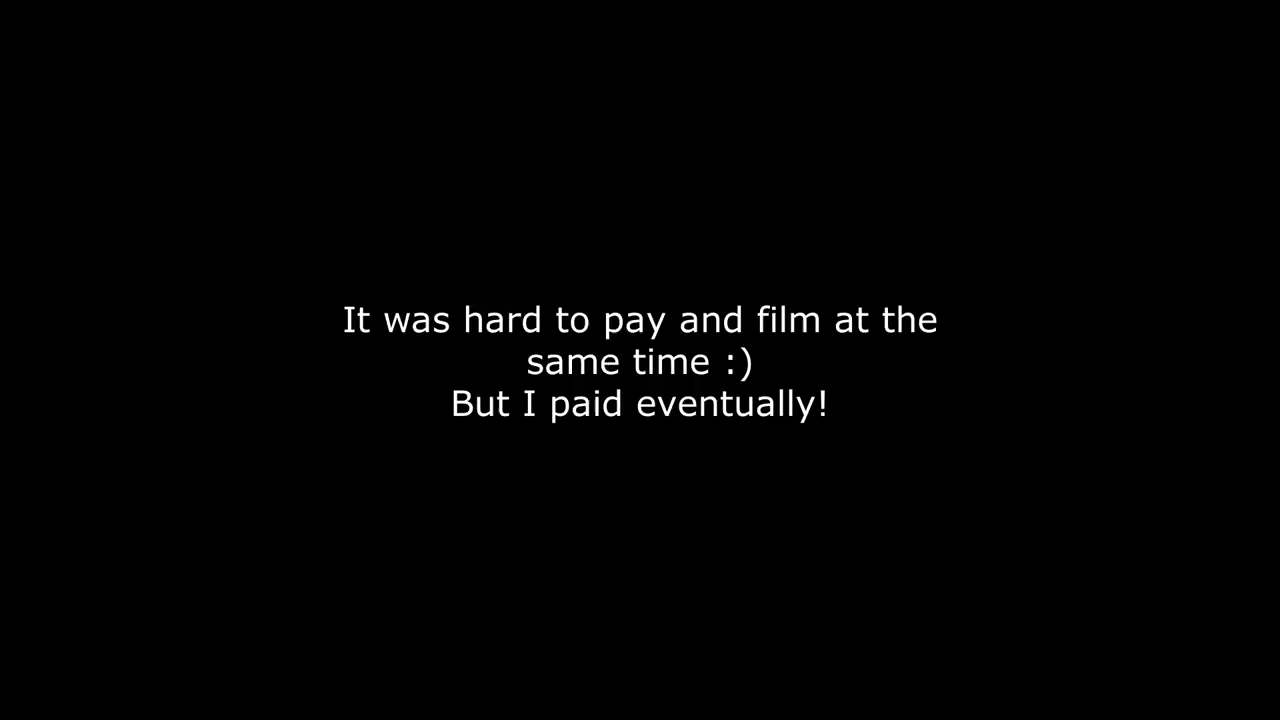 It was hard to pay and film at the
same time :)
But I paid eventually!